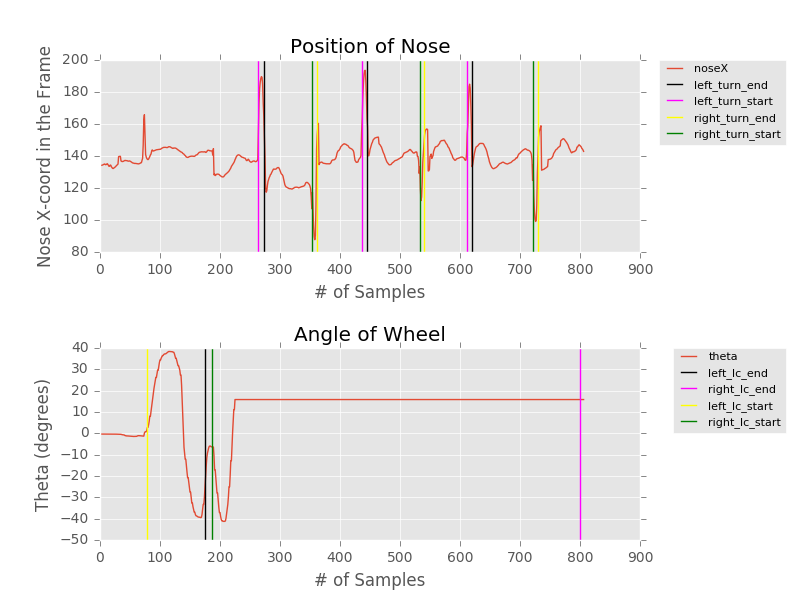 Position of Nose
Nose X-coord in the Frame
200
180
160
140
120
100
80
0 100 200 300 400 500 600 700 800 900
# of Samples
noseX
left_turn_end
left_turn_start
right_turn_end
right_turn_start
Angle of Wheel
Theta (degrees)
40
30
20
10
0
−10
−20
−30
−40
−50
0 100 200 300 400 500 600 700 800 900
# of Samples
theta
left_lc_end
right_lc_end
left_lc_start
right_lc_start